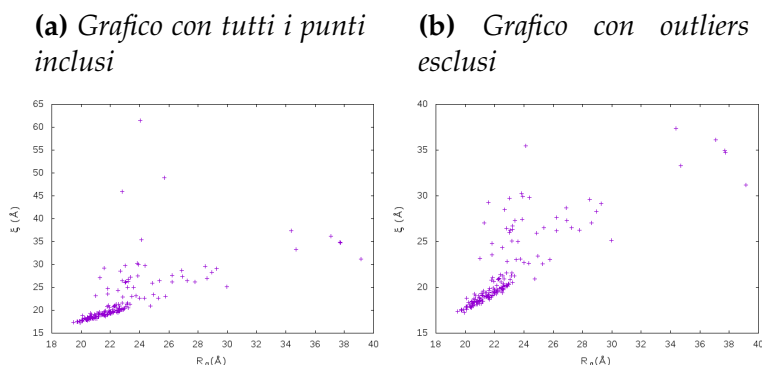 (a) Grafico con tutti i punti
inclusi
(b) Grafico con outliers
esclusi
65
60
55
50
45
40
35
30
25
20
15
18 20 22 24 26 28 30 32 34 36 38 40
ξ (Å)
R_g(Å)
40
35
30
25
20
15
18 20 22 24 26 28 30 32 34 36 38 40
ξ (Å)
R_g(Å)